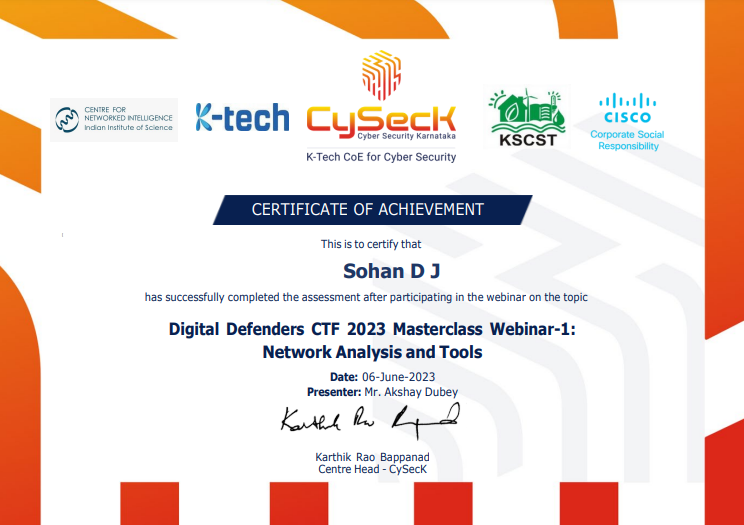 CENTRE FOR
NETWORKED INTELLIGENCE
Indian Institute of Science
K-tech
CySecK
Cyber Security Karnataka
K-Tech CoE for Cyber Security
KSCST
CISCO
Corporate Social
Responsibility
CERTIFICATE OF ACHIEVEMENT
This is to certify that
Sohan D J
has successfully completed the assessment after participating in the webinar on the topic
Digital Defenders CTF 2023 Masterclass Webinar-1:
Network Analysis and Tools
Date: 06-June-2023
Presenter: Mr. Akshay Dubey
Karthik Rao Bappanad
Centre Head - CySecK